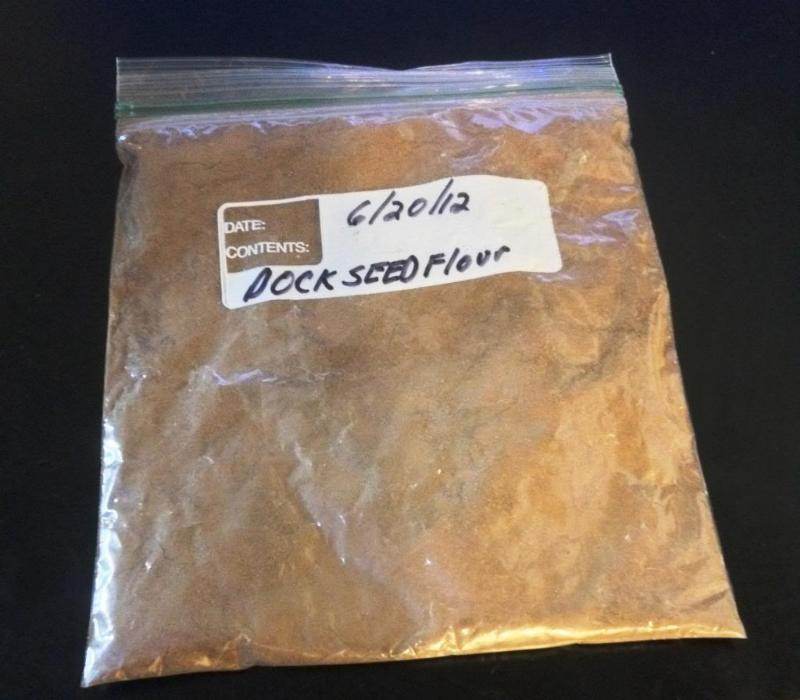 DATE: 6/20/12
CONTENTS:
DOCK SEED Flour